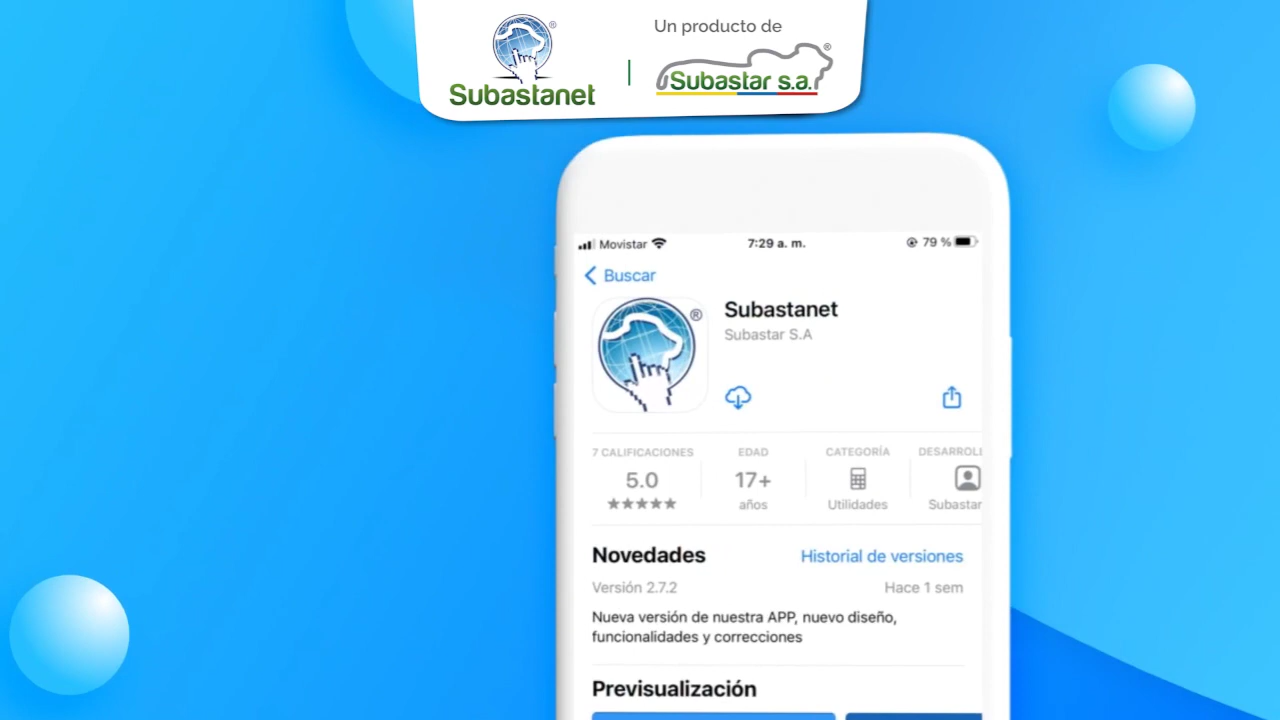 Subastanet
®
Un producto de
Subastar s.a.
®
Movistar
7:29 a. m.
79 %
Buscar
®
Subastanet
Subastar S.A
7 CALIFICACIONES
5.0
EDAD
17+
años
CATEGORÍA
Utilidades
DESARROLL
Subastar
Novedades
Historial de versiones
Versión 2.7.2
Hace 1 sem
Nueva versión de nuestra APP, nuevo diseño,
funcionalidades y correcciones
Previsualización